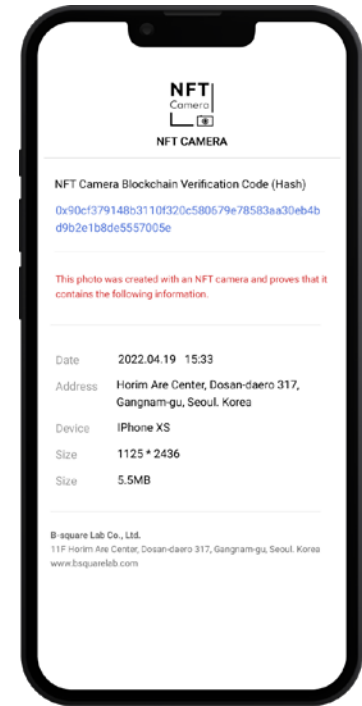 NFT
Camera
NFT CAMERA
NFT Camera Blockchain Verification Code (Hash)
0x90cf379148b3110f320c580679e78583aa30eb4b
d9b2e1b8de5557005e
This photo was created with an NFT camera and proves that it
contains the following information.
Date 2022.04.19 15:33
Address Horim Are Center, Dosan-daero 317,
Gangnam-gu, Seoul. Korea
Device IPhone XS
Size 1125 * 2436
Size 5.5MB
B-square Lab Co., Ltd.
11F Horim Are Center, Dosan-daero 317, Gangnam-gu, Seoul. Korea
www.bsquarelab.com